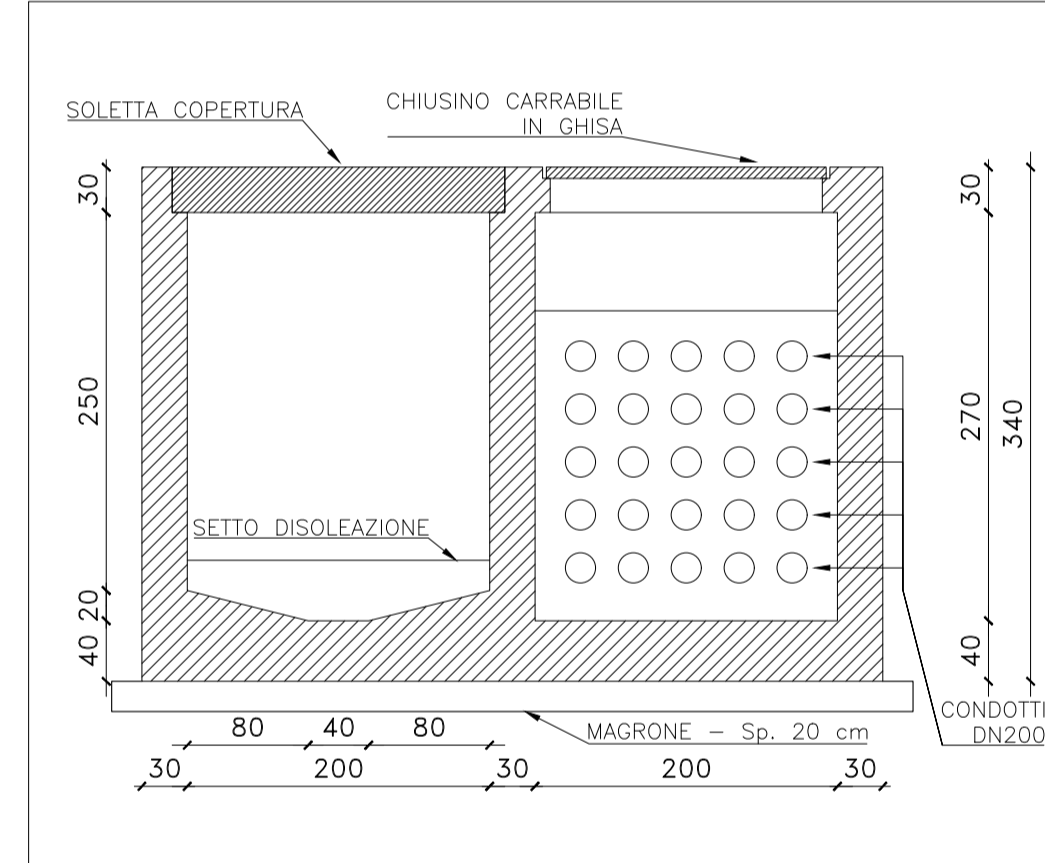 SOLETTA COPERTURA
CHIUSINO CARRABILE
IN GHISA
30
250
20
40
SETTO DISOLEAZIONE
30
270
40
340
CONDOTTI
DN200
MAGRONE – Sp. 20 cm
80 40 80
30 200 30 200 30